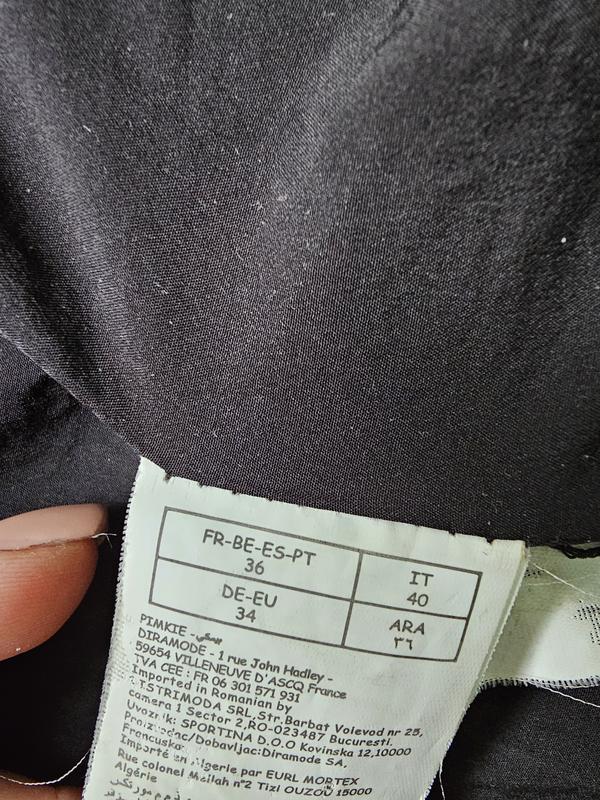 FR-BE-ES-PT
36
IT
40
DE-EU
34
ARA
٣٦
PIMKIE - بيمكي
DIRAMODE - 1 rue John Hadley -
59654 VILLENEUVE D'ASCQ France
TVA CEE : FR 06 301 571 931
Imported in Romanian by
T.STRIMODA SRL,Str.Barbat Voievod nr 25,
camera 1 Sector 2,RO-023487 Bucuresti.
Uvoznik: SPORTINA D.O.O Kovinska 12,10000
Proizvodac/Dobavljac:Diramode SA.
Francuska
Importé en Algerie par EURL MORTEX
Rue colonel Mellah n°2 Tizi OUZOU 15000
Algérie